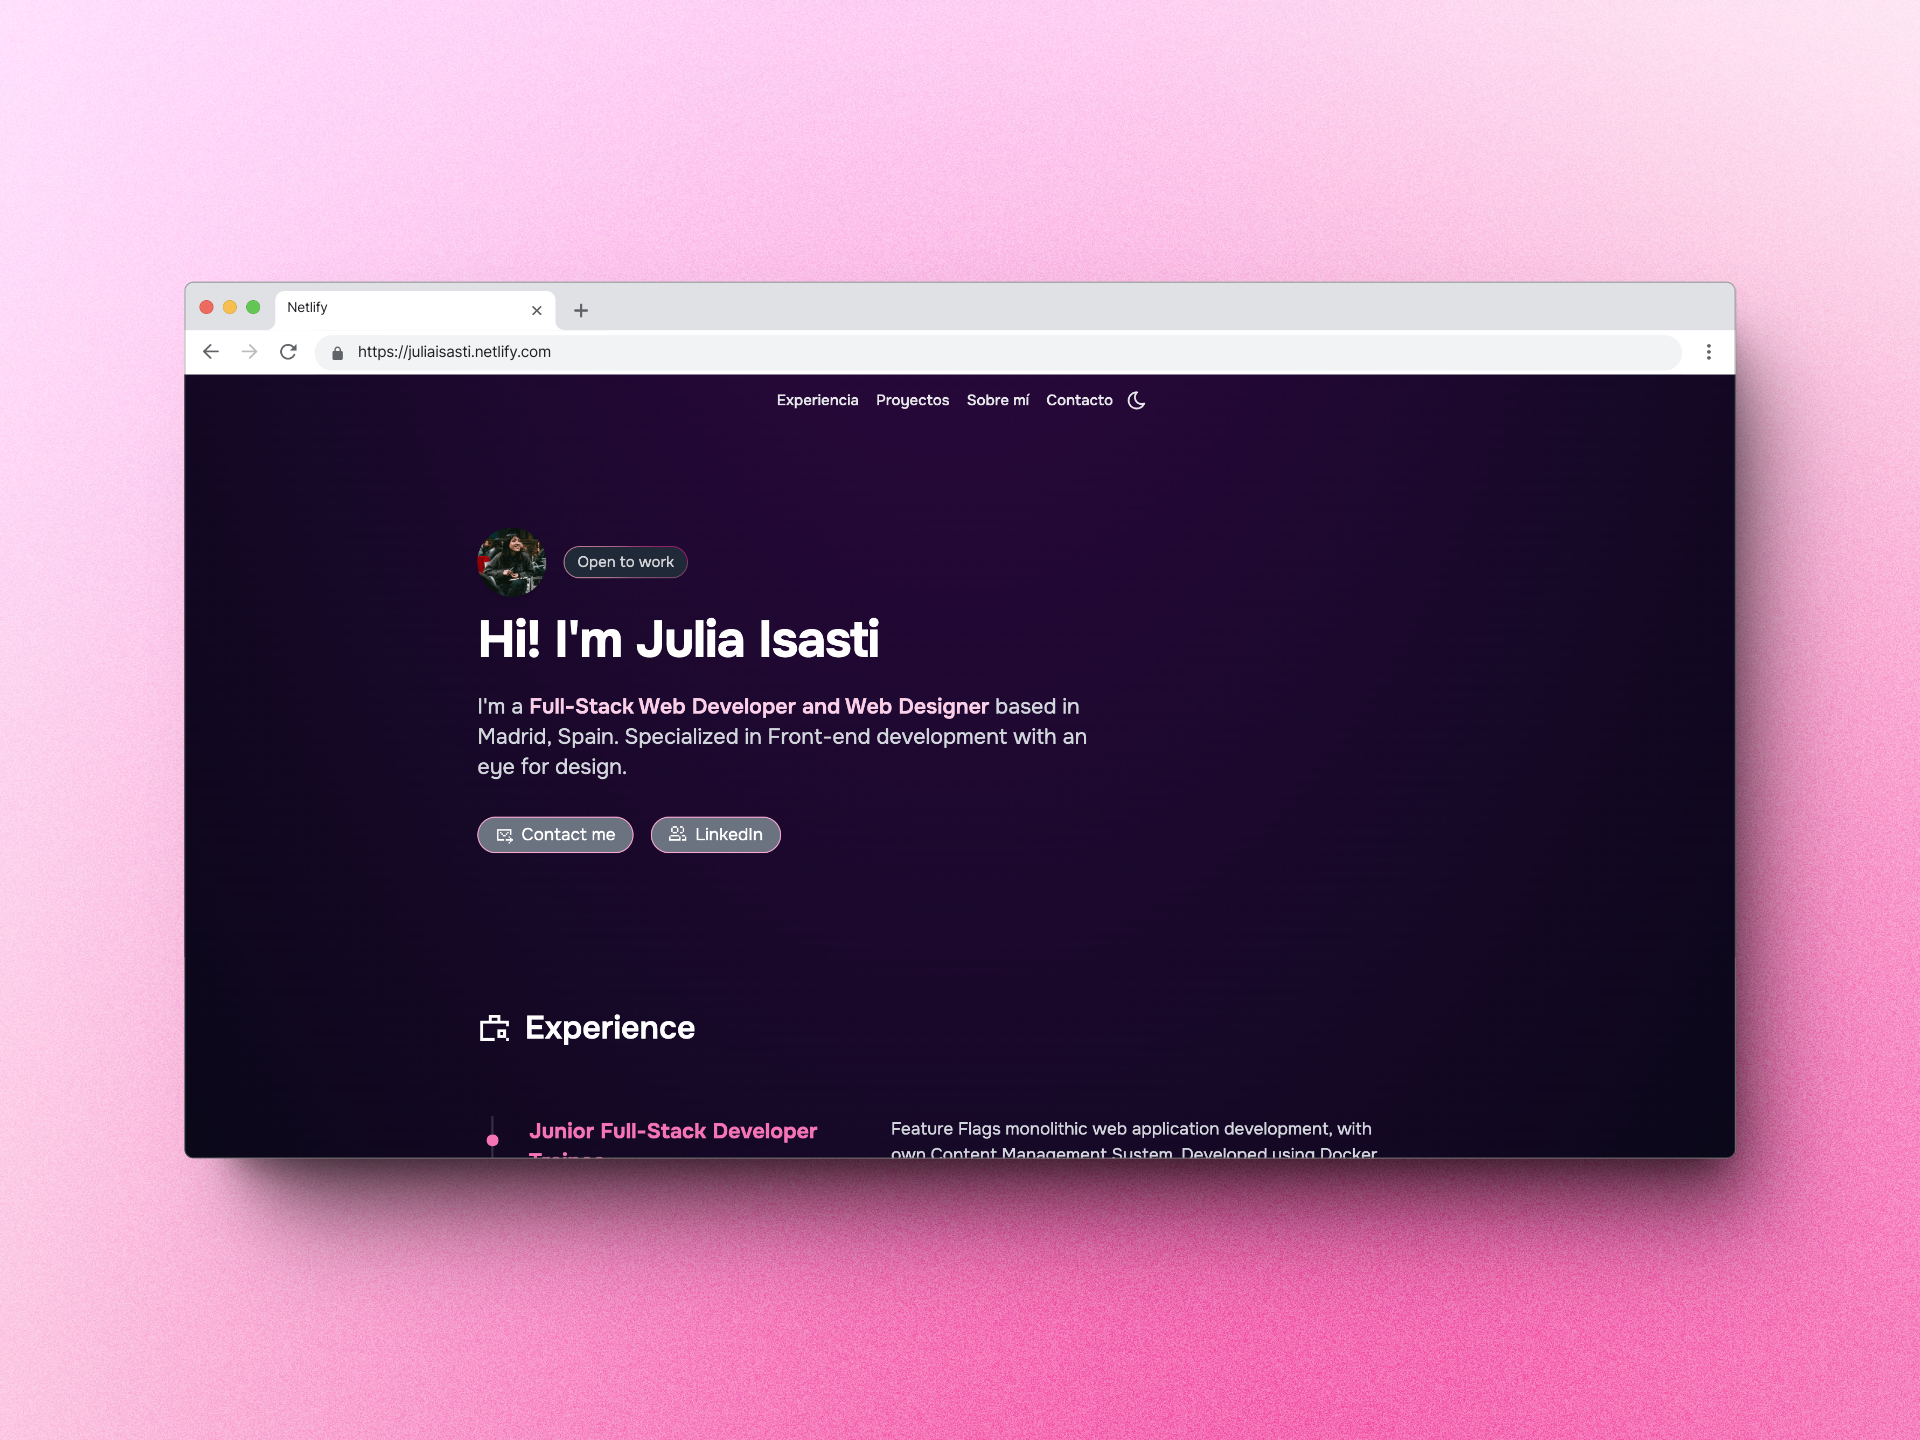 Netlify
https://juliaisasti.netlify.com
Experiencia Proyectos Sobre mí Contacto
Open to work
Hi! I'm Julia Isasti
I'm a Full-Stack Web Developer and Web Designer based in
Madrid, Spain. Specialized in Front-end development with an
eye for design.
Contact me LinkedIn
Experience
Junior Full-Stack Developer
Feature Flags monolithic web application development, with
own Content Management System. Developed using Docker